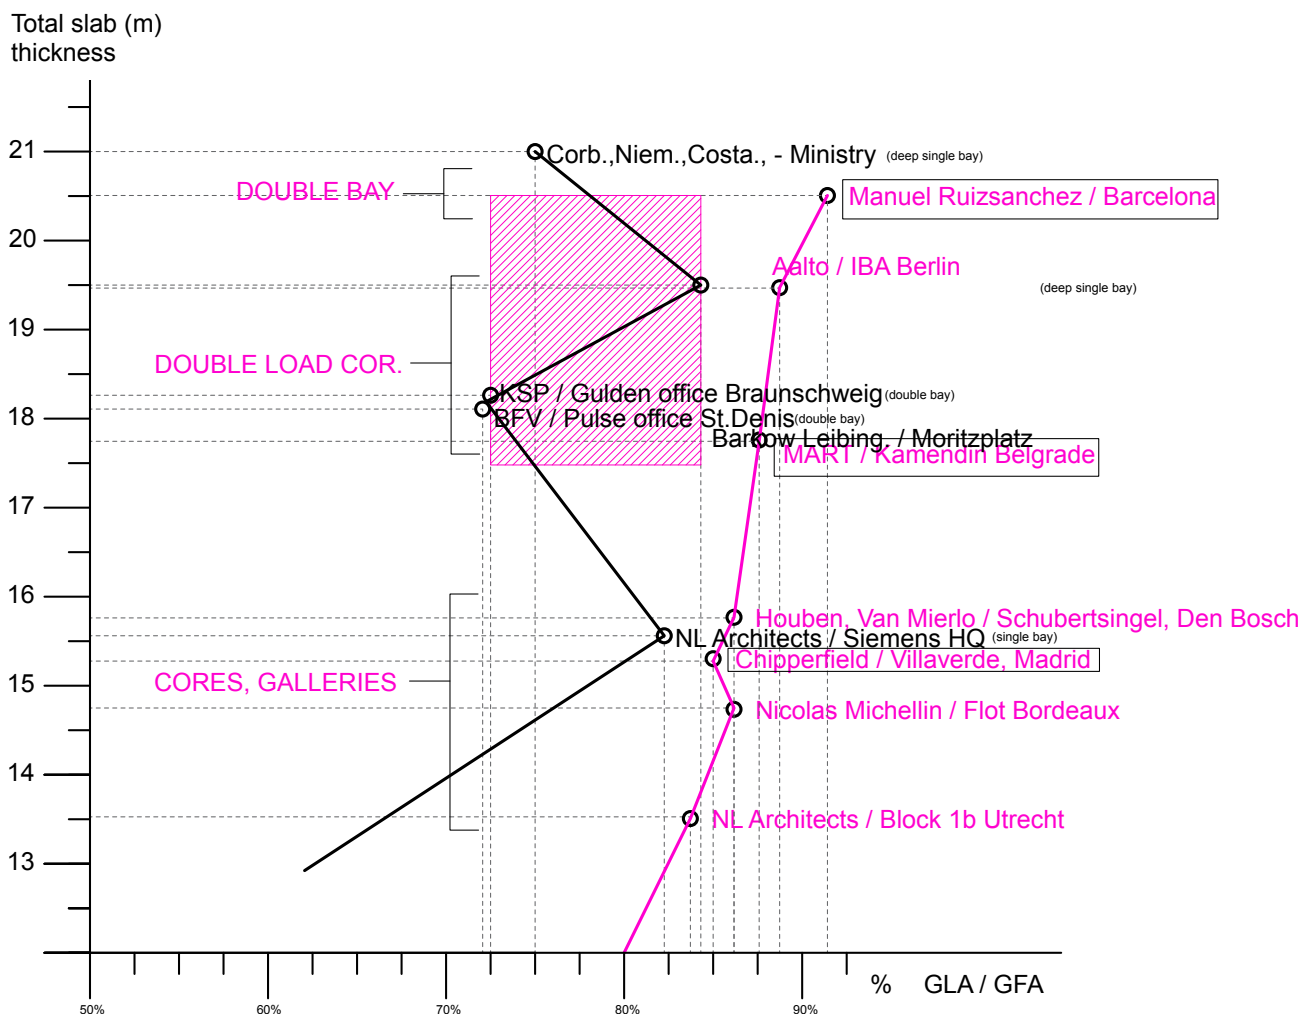 Total slab (m)
thickness
21
Corb.,Niem.,Costa., - Ministry (deep single bay)
DOUBLE BAY
Manuel Ruizsanchez / Barcelona
20
Aalto / IBA Berlin
(deep single bay)
19
DOUBLE LOAD COR.
KSP / Gulden office Braunschweig (double bay)
18
BFV / Pulse office St.Denis (double bay)
Barkow Leibing. / Moritzplatz
MART / Kamendin Belgrade
17
16
Houben, Van Mierlo / Schubertsingel, Den Bosch
NL Architects / Siemens HQ (single bay)
Chipperfield / Villaverde, Madrid
15
CORES, GALLERIES
Nicolas Michellin / Flot Bordeaux
14
NL Architects / Block 1b Utrecht
13
% GLA / GFA
50% 60% 70% 80% 90%